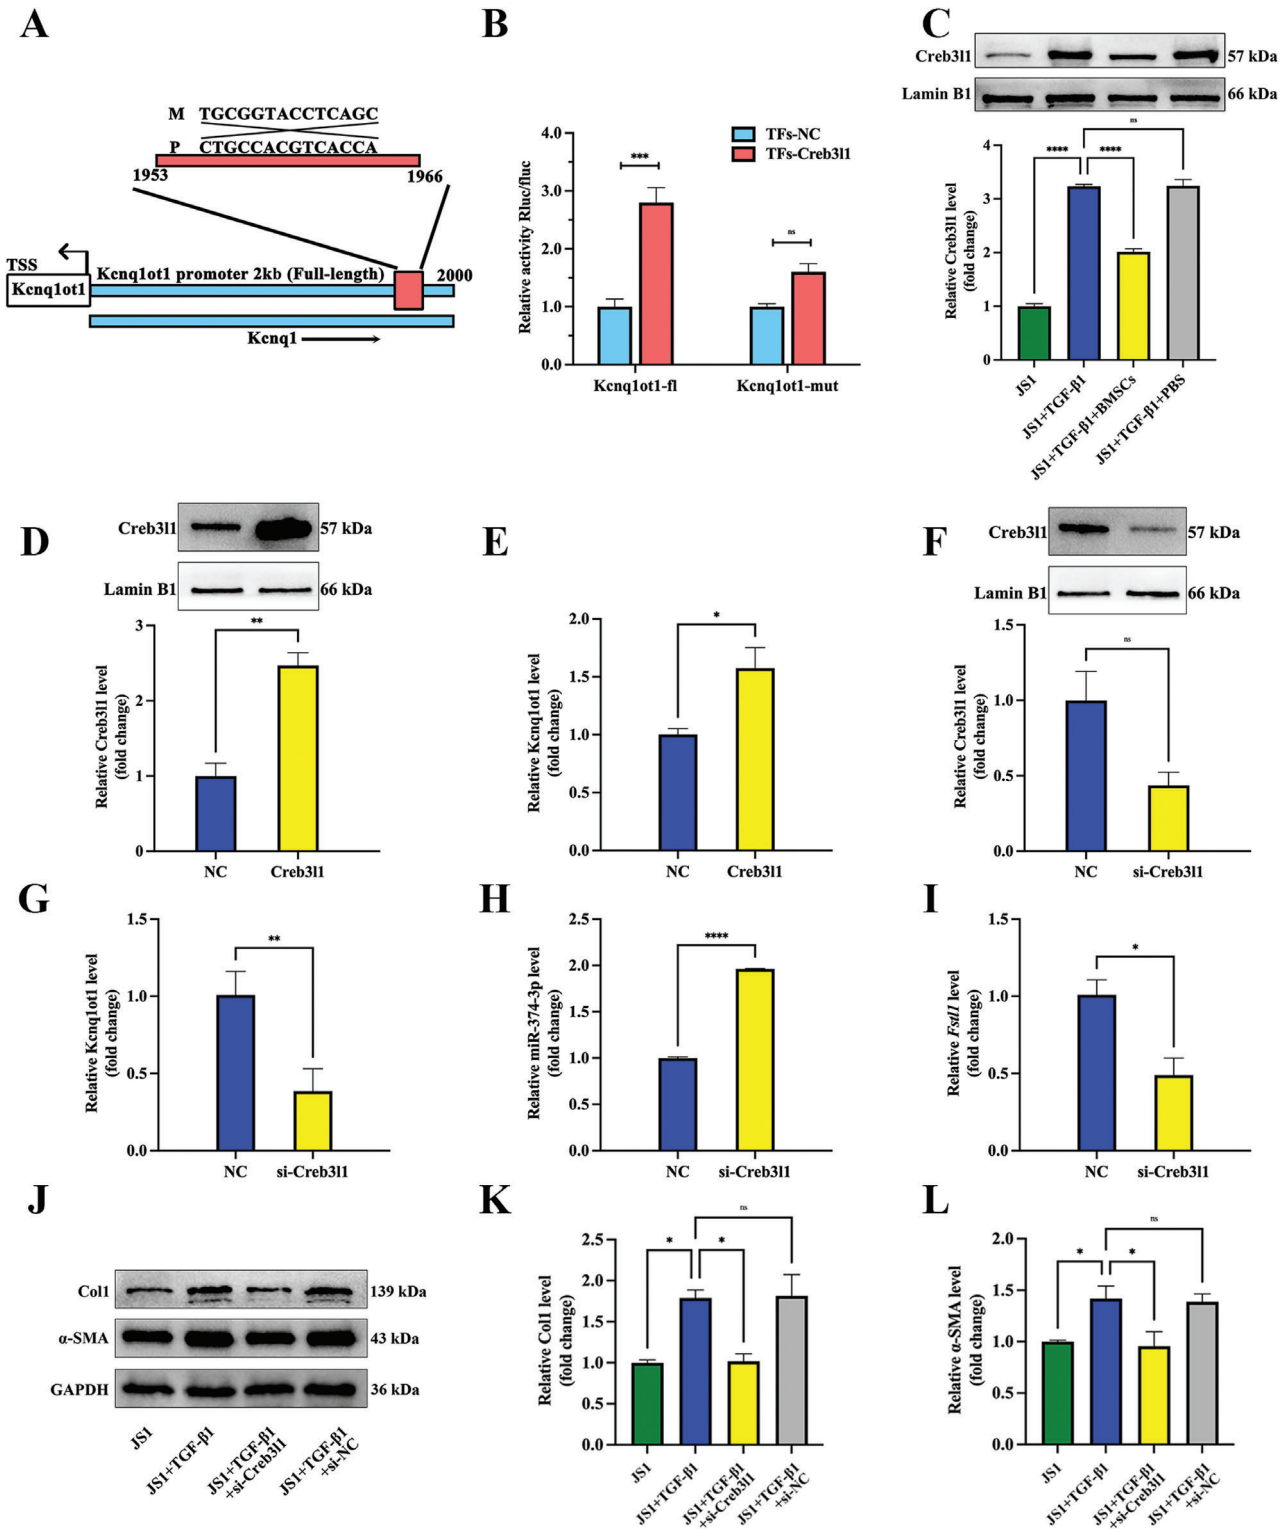 A
M TGCGGTACCTCAGC
P CTGCCACGTCACCA
1953 1966
TSS
Kcnq1ot1
Kcnq1ot1 promoter 2kb (Full-length) 2000
Kcnq1
B
Relative activity Rluc/fluc
4.0
3.0
2.0
1.0
0.0
TFs-NC
TFs-Creb3l1
***
ns
Kcnq1ot1-fl
Kcnq1ot1-mut
C
Creb3l1 57 kDa
Lamin B1 66 kDa
Relative Creb3l1 level
(fold change)
4
3
2
1
0
ns
**** ****
JS1
JS1+TGF-β1
JS1+TGF-β1+BMSCs
JS1+TGF-β1+PBS
D
Creb3l1 57 kDa
Lamin B1 66 kDa
Relative Creb3l1 level
(fold change)
3
2
1
0
**
NC Creb3l1
E
Relative Kcnq1ot1 level
(fold change)
2.0
1.5
1.0
0.5
0.0
*
NC Creb3l1
F
Creb3l1 57 kDa
Lamin B1 66 kDa
Relative Creb3l1 level
(fold change)
1.5
1.0
0.5
0.0
ns
NC si-Creb3l1
G
Relative Kcnq1ot1 level
(fold change)
1.5
1.0
0.5
0.0
**
NC si-Creb3l1
H
Relative miR-374-3p level
(fold change)
2.5
2.0
1.5
1.0
0.5
0.0
****
NC si-Creb3l1
I
Relative Fstl1 level
(fold change)
1.5
1.0
0.5
0.0
*
NC si-Creb3l1
J
Col1 139 kDa
α-SMA 43 kDa
GAPDH 36 kDa
JS1
JS1+TGF-β1
JS1+TGF-β1
+si-Creb3l1
JS1+TGF-β1
+si-NC
K
Relative Col1 level
(fold change)
2.5
2.0
1.5
1.0
0.5
0.0
ns
* *
JS1
JS1+TGF-β1
JS1+TGF-β1
+si-Creb3l1
JS1+TGF-β1
+si-NC
L
Relative α-SMA level
(fold change)
2.0
1.5
1.0
0.5
0.0
ns
* *
JS1
JS1+TGF-β1
JS1+TGF-β1
+si-Creb3l1
JS1+TGF-β1
+si-NC